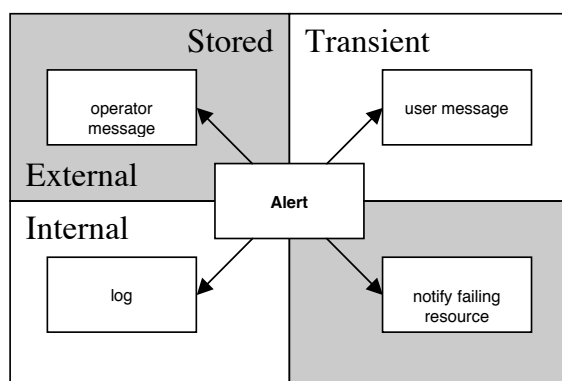 Stored
Transient
operator
message
user message
External
Alert
Internal
log
notify failing
resource